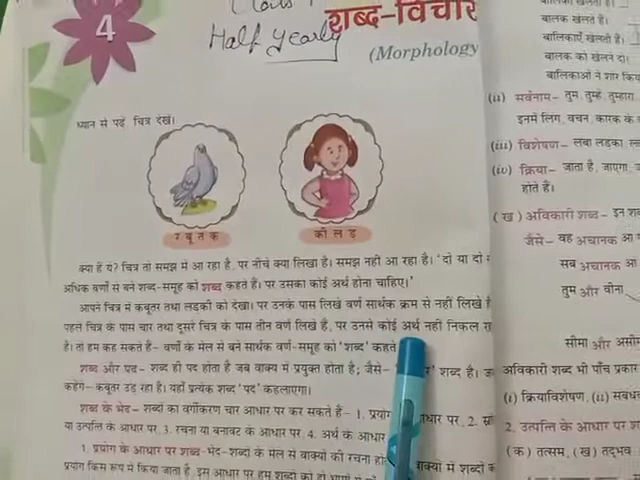 4
शब्द-विचार
Half yearly
(Morphology
ध्यान से पढ़ें चित्र देखें।
र बू त क
की ल ड़
क्या हैं ये? चित्र तो समझ में आ रहा है, पर नीचे क्या लिखा है। समझ नहीं आ रहा है। 'दो या दो
अधिक वर्णों से बने शब्द-समूह को शब्द कहते हैं। पर उसका कोई अर्थ होना चाहिए।'
आपने चित्र में कबूतर तथा लड़की को देखा। पर उनके पास लिखे वर्ण सार्थक क्रम से नहीं लिखे
पहले चित्र के पास चार तथा दूसरे चित्र के पास तीन वर्ण लिखे हैं, पर उनसे कोई अर्थ नहीं निकल
है। तो हम कह सकते हैं- वर्णों के मेल से बने सार्थक वर्ण-समूह को 'शब्द' कहते
शब्द और पद- शब्द ही पद होता है जब वाक्य में प्रयुक्त होता है; जैसे- र' शब्द है।
कहेंगे- कबूतर उड़ रहा है। यहाँ प्रत्येक शब्द 'पद' कहलाएगा।
शब्द के भेद- शब्दों का वर्गीकरण चार आधार पर कर सकते हैं- 1. प्रयोग आधार पर, 2.
या उत्पत्ति के आधार पर, 3. रचना या बनावट के आधार पर, 4. अर्थ के आधार
1. प्रयोग के आधार पर शब्द-भेद- शब्दों के मेल से वाक्यों की रचना वाक्यों में शब्दों
प्रयोग किस रूप में किया जाता है, इस आधार पर हम शब्दों को दो
बालक खेलते हैं।
बालिकाएँ खेलती हैं।
बालक को खेलने दो।
बालिकाओं ने शोर
(ii) सर्वनाम- तुम, तुम्हें, तुम्हारा
इनमें लिंग, वचन, कारक के
(iii) विशेषण- लंबा लड़का,
(iv) क्रिया- जाता है, जाएगा,
होते हैं।
(ख) अविकारी शब्द- इन
जैसे- वह अचानक आ
सब अचानक आ
तुम और वीना
सीमा और
अविकारी शब्द भी पाँच प्रकार
(i) क्रियाविशेषण, (ii)
2. उत्पत्ति के आधार पर
(क) तत्सम, (ख) तद्भव